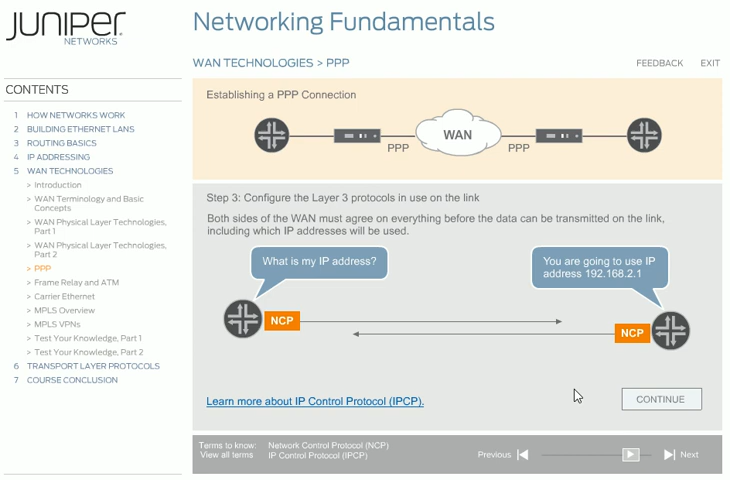 JUNIPER
NETWORKS
Networking Fundamentals
WAN TECHNOLOGIES > PPP
FEEDBACK EXIT
CONTENTS
1 HOW NETWORKS WORK
2 BUILDING ETHERNET LANS
3 ROUTING BASICS
4 IP ADDRESSING
5 WAN TECHNOLOGIES
> Introduction
> WAN Terminology and Basic
Concepts
> WAN Physical Layer Technologies,
Part 1
> WAN Physical Layer Technologies,
Part 2
> PPP
> Frame Relay and ATM
> Carrier Ethernet
> MPLS Overview
> MPLS VPNs
> Test Your Knowledge, Part 1
> Test Your Knowledge, Part 2
6 TRANSPORT LAYER PROTOCOLS
7 COURSE CONCLUSION
Establishing a PPP Connection
WAN
PPP PPP
Step 3: Configure the Layer 3 protocols in use on the link
Both sides of the WAN must agree on everything before the data can be transmitted on the link,
including which IP addresses will be used.
What is my IP address?
You are going to use IP
address 192.168.2.1
NCP
NCP
Learn more about IP Control Protocol (IPCP).
CONTINUE
Terms to know: Network Control Protocol (NCP)
View all terms IP Control Protocol (IPCP)
Previous Next